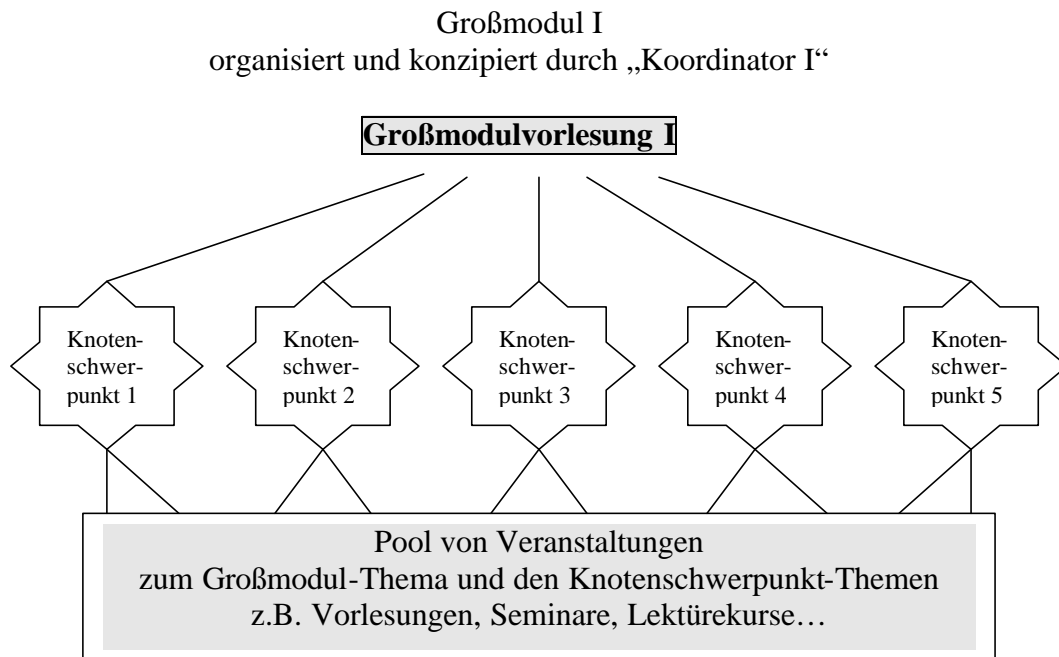 Großmodul I
organisiert und konzipiert durch „Koordinator I“
Großmodulvorlesung I
Knoten-
schwer-
punkt 1
Knoten-
schwer-
punkt 2
Knoten-
schwer-
punkt 3
Knoten-
schwer-
punkt 4
Knoten-
schwer-
punkt 5
Pool von Veranstaltungen
zum Großmodul-Thema und den Knotenschwerpunkt-Themen
z.B. Vorlesungen, Seminare, Lektürekurse…